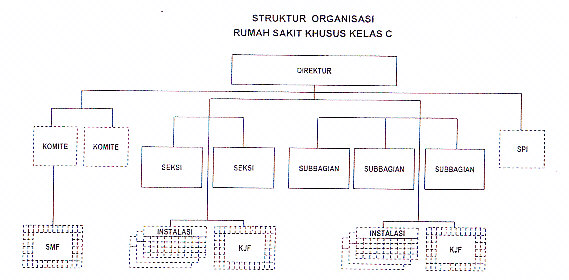 STRUKTUR ORGANISASI
RUMAH SAKIT KHUSUS KELAS C
DIREKTUR
KOMITE
KOMITE
SEKSI
SEKSI
SUBBAGIAN
SUBBAGIAN
SUBBAGIAN
SPI
SMF
INSTALASI
KJF
INSTALASI
KJF